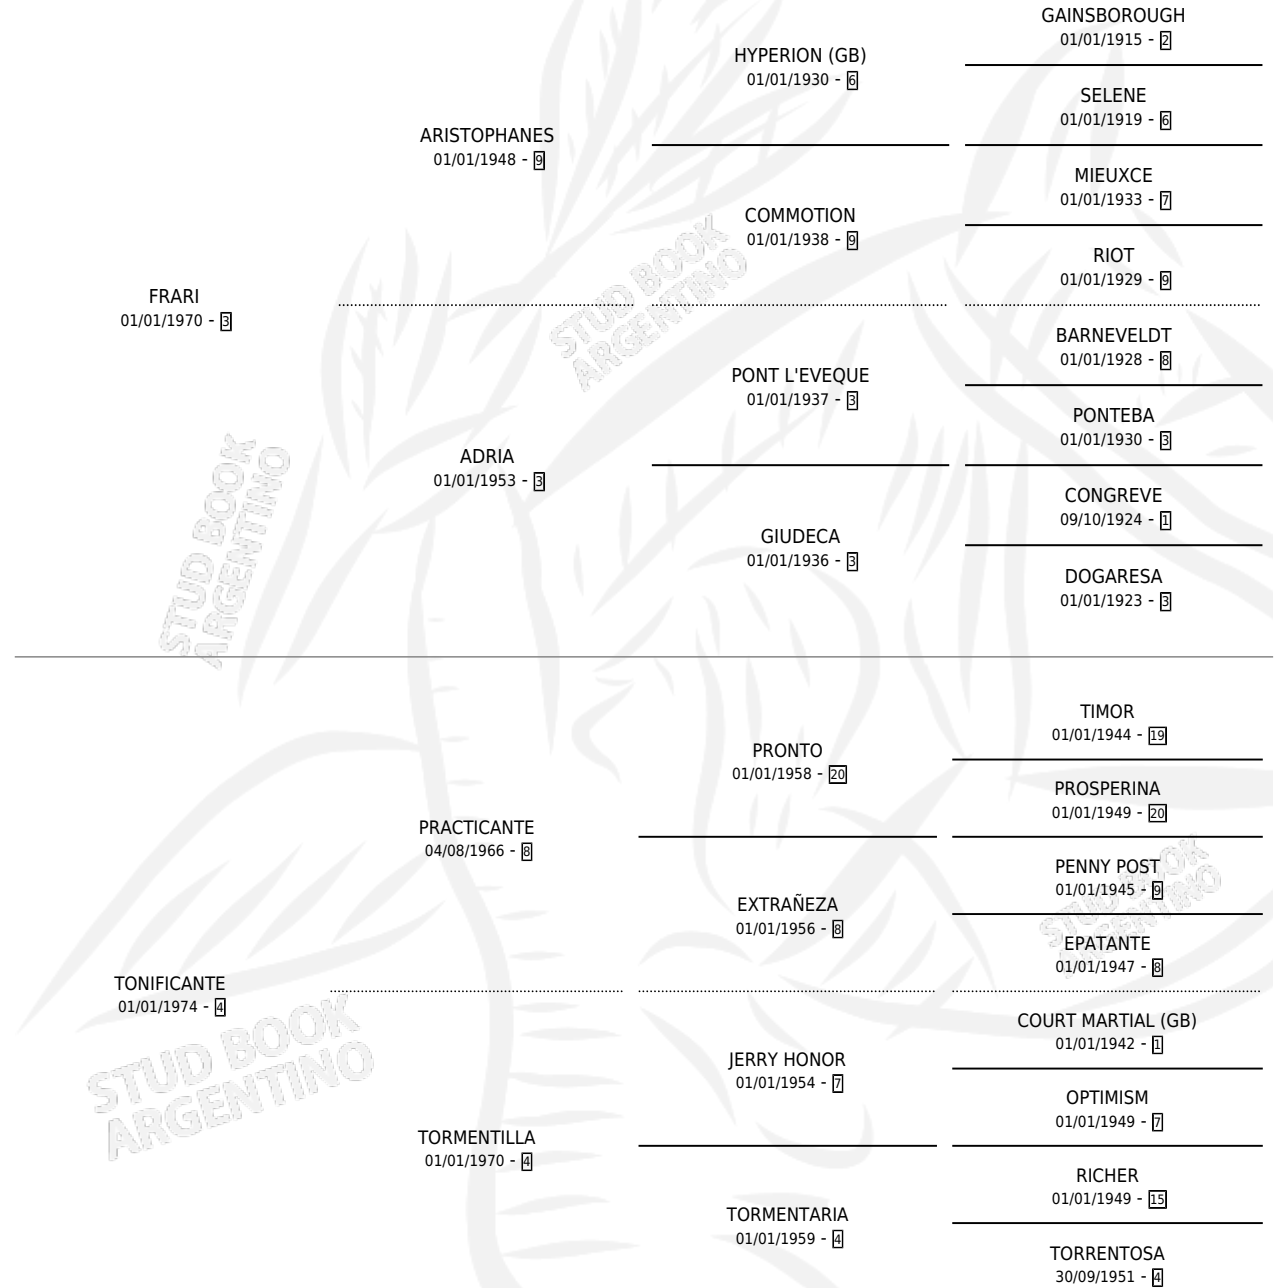 GAINSBOROUGH
01/01/1915 - 2
HYPERION (GB)
01/01/1930 - 6
SELENE
01/01/1919 - 6
ARISTOPHANES
01/01/1948 - 9
MIEUXCE
01/01/1933 - 7
COMMOTION
01/01/1938 - 9
RIOT
01/01/1929 - 9
FRARI
01/01/1970 - 3
BARNEVELDT
01/01/1928 - 8
PONT L'EVEQUE
01/01/1937 - 3
PONTEBA
01/01/1930 - 3
ADRIA
01/01/1953 - 3
CONGREVE
09/10/1924 - 1
GIUDECA
01/01/1936 - 3
DOGARESA
01/01/1923 - 3
STUD BOOK
ARGENTINO
STUD BOOK
ARGENTINO
TIMOR
01/01/1944 - 19
PRONTO
01/01/1958 - 20
PROSPERINA
01/01/1949 - 20
PRACTICANTE
04/08/1966 - 8
PENNY POST
01/01/1945 - 9
EXTRAÑEZA
01/01/1956 - 8
EPATANTE
01/01/1947 - 8
STUD BOOK
ARGENTINO
TONIFICANTE
01/01/1974 - 4
COURT MARTIAL (GB)
01/01/1942 - 1
JERRY HONOR
01/01/1954 - 7
OPTIMISM
01/01/1949 - 7
TORMENTILLA
01/01/1970 - 4
RICHER
01/01/1949 - 15
TORMENTARIA
01/01/1959 - 4
TORRENTOSA
30/09/1951 - 4
STUD BOOK
ARGENTINO